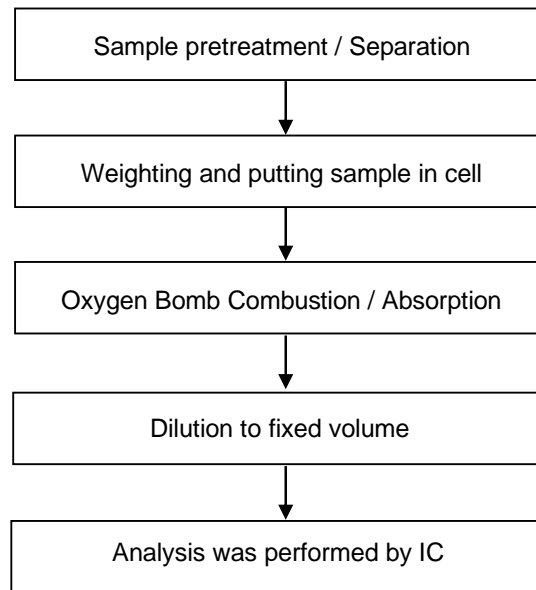 Sample pretreatment / Separation
Weighting and putting sample in cell
Oxygen Bomb Combustion / Absorption
Dilution to fixed volume
Analysis was performed by IC